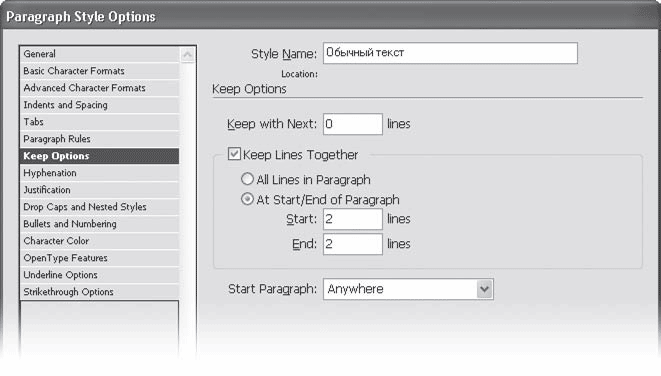 Paragraph Style Options
General
Basic Character Formats
Advanced Character Formats
Indents and Spacing
Tabs
Paragraph Rules
Keep Options
Hyphenation
Justification
Drop Caps and Nested Styles
Bullets and Numbering
Character Color
OpenType Features
Underline Options
Strikethrough Options
Style Name: Обычный текст
Location:
Keep Options
Keep with Next: 0 lines
Keep Lines Together
All Lines in Paragraph
At Start/End of Paragraph
Start: 2 lines
End: 2 lines
Start Paragraph: Anywhere